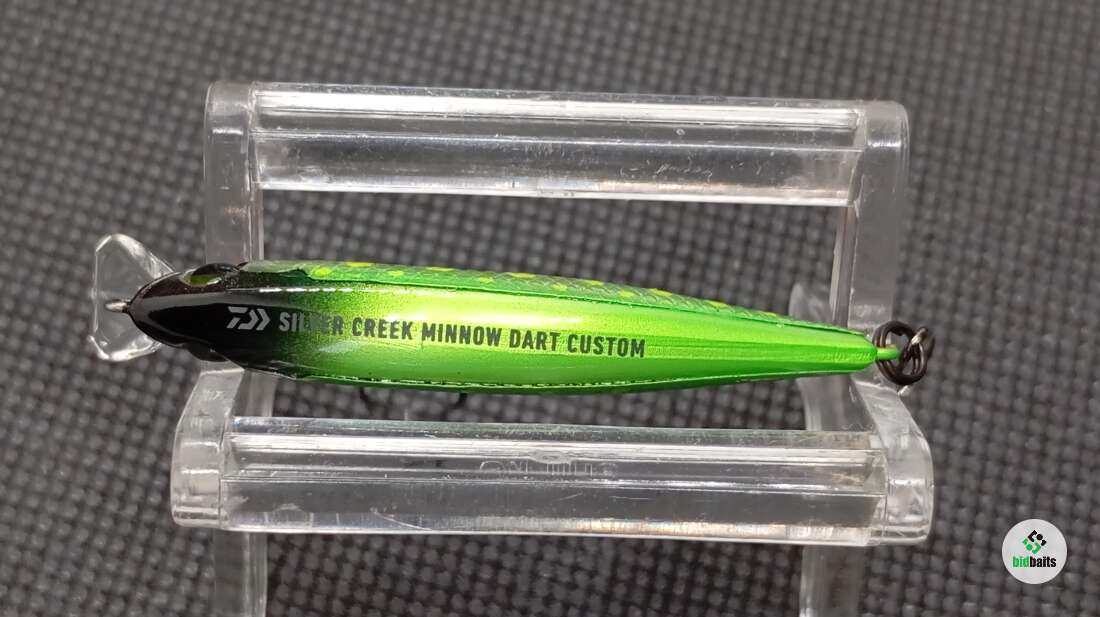 SILVER CREEK MINNOW DART CUSTOM
bidbaits